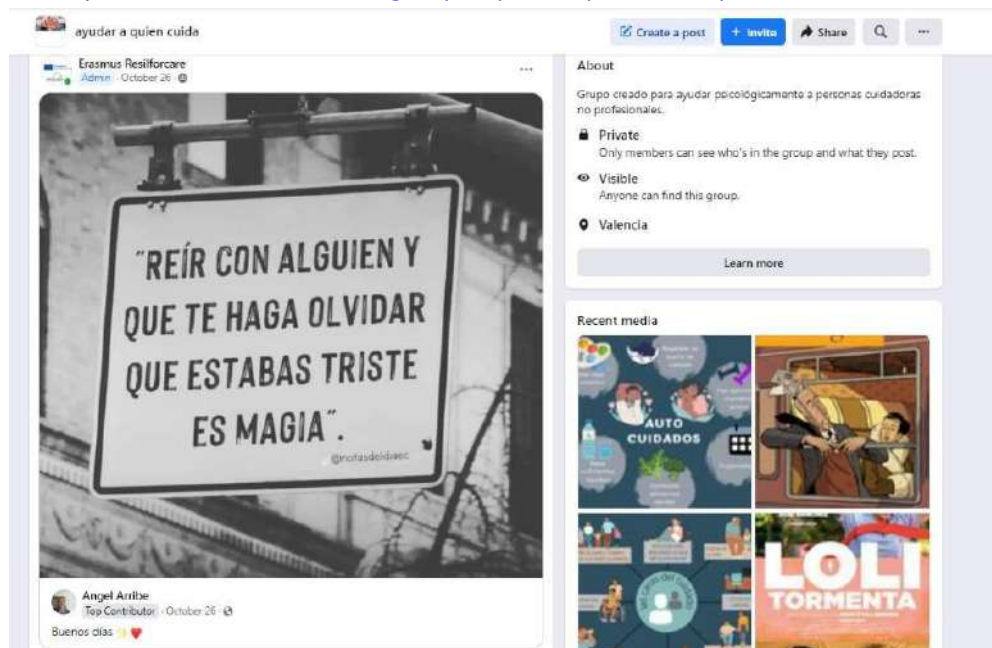 ayudar a quien cuida
Create a post
+ Invite
Share
Erasmus Resilforcare
Admin · October 26 ·
"REÍR CON ALGUIEN Y
QUE TE HAGA OLVIDAR
QUE ESTABAS TRISTE
ES MAGIA".
Angel Arribe
Top Contributor · October 26 ·
Buenos días
About
Grupo creado para ayudar psicológicamente a personas cuidadoras
no profesionales.
Private
Only members can see who's in the group and what they post.
Visible
Anyone can find this group.
Valencia
Learn more
Recent media
AUTO
CUIDADOS
LOLI
TORMENTA